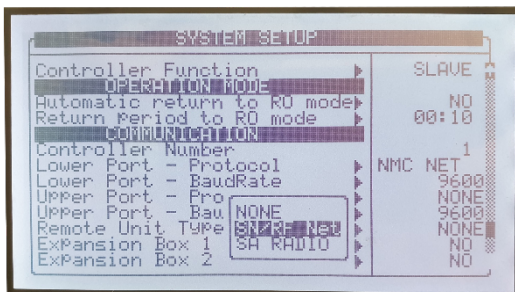 SYSTEM SETUP
Controller Function SLAVE
OPERATION MODE
Automatic return to RO mode NO
Return Period to RO mode 00:10
COMMUNICATION
Controller Number 1
Lower Port - Protocol NMC NET
Lower Port - BaudRate 9600
Upper Port - Pro NONE
Upper Port - Bau NONE 9600
Remote Unit Type SN/RF Net NONE
Expansion Box 1 SA RADIO NO
Expansion Box 2 NO